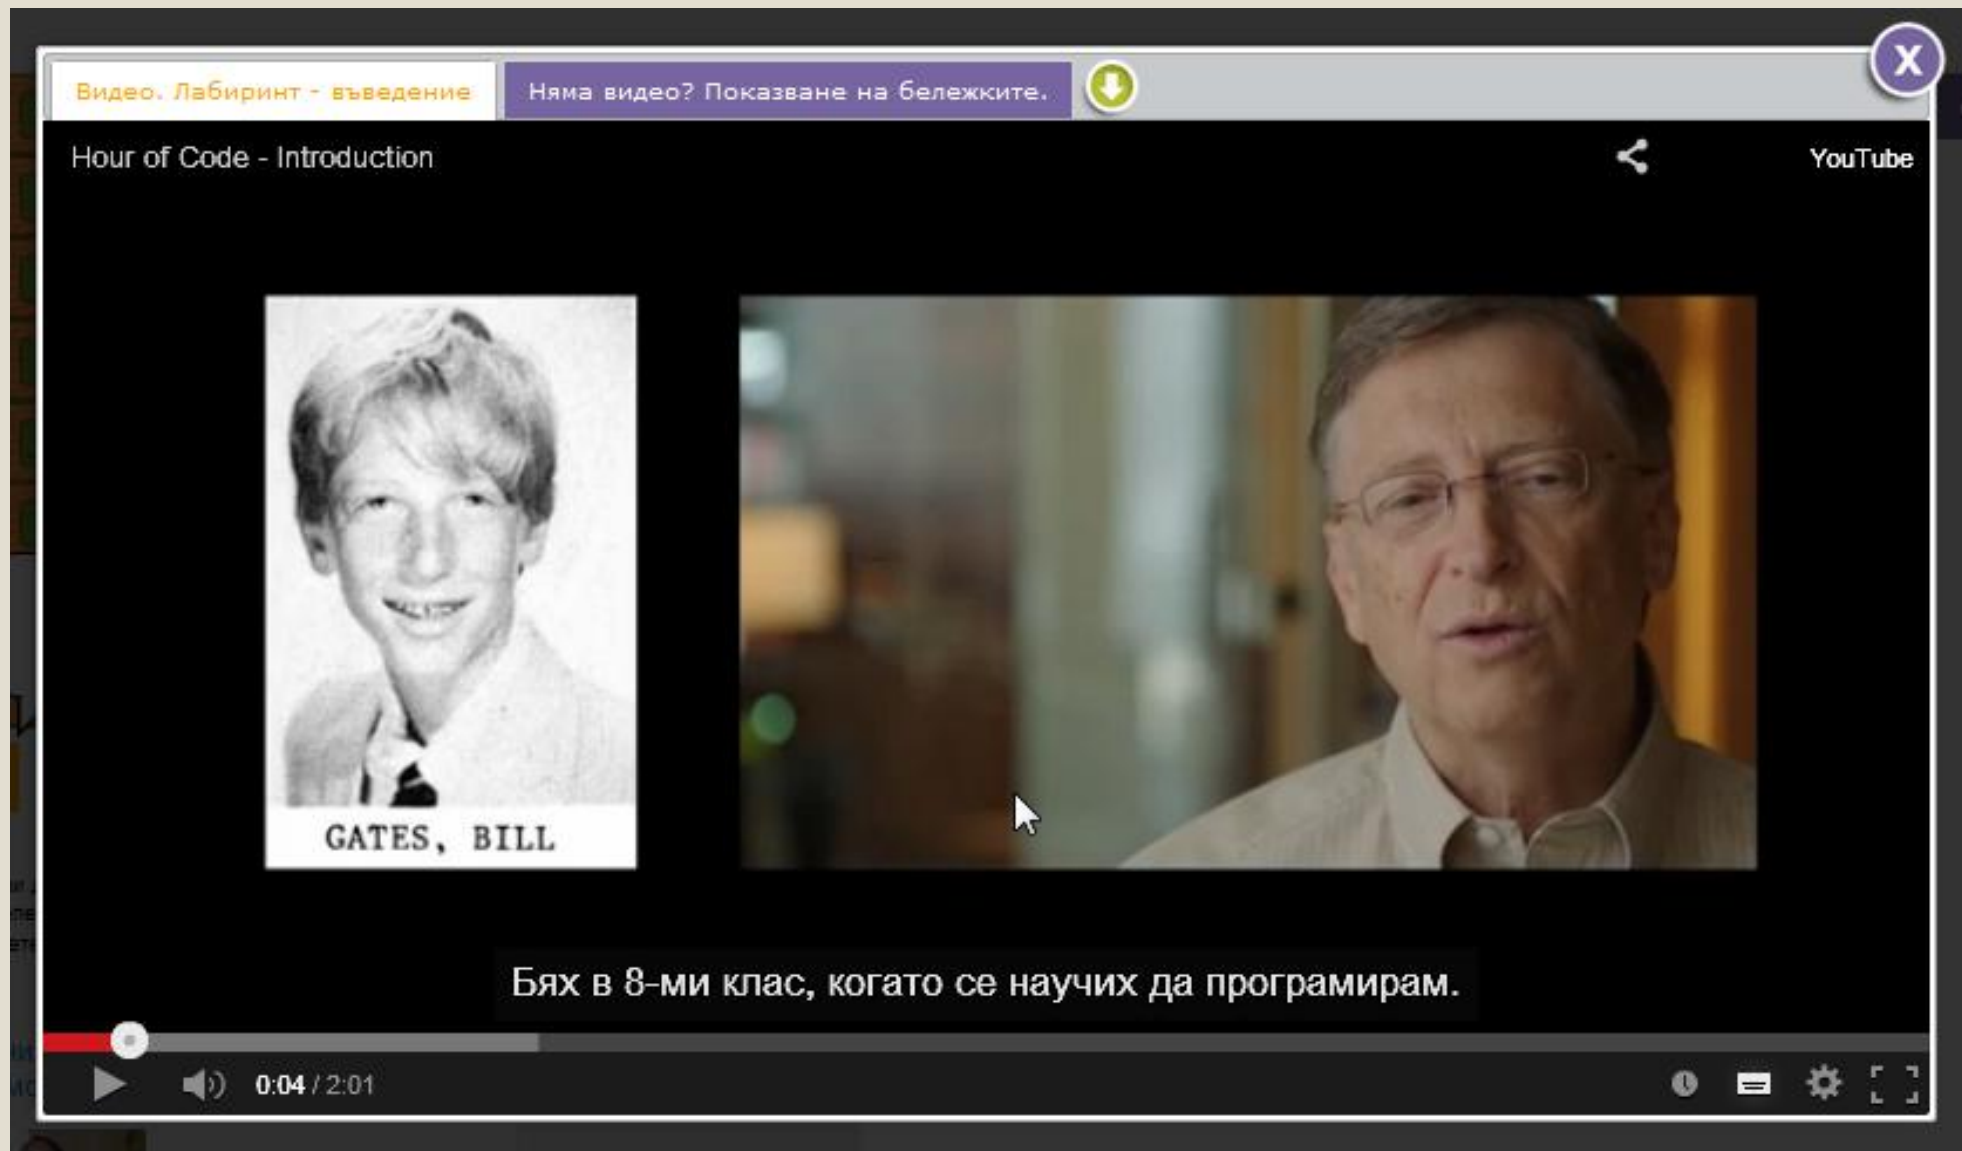 Видео. Лабиринт - въведение
Няма видео? Показване на бележките.
X
Hour of Code - Introduction
YouTube
GATES, BILL
Бях в 8-ми клас, когато се научих да програмирам.
0:04 / 2:01